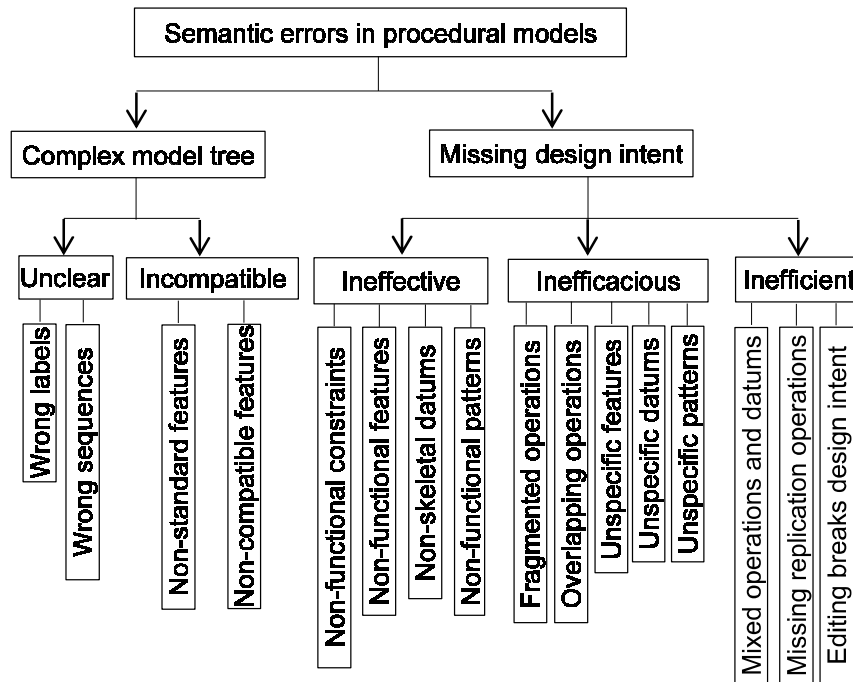 Semantic errors in procedural models
Complex model tree
Missing design intent
Unclear
Incompatible
Ineffective
Inefficacious
Inefficient
Wrong labels
Wrong sequences
Non-standard features
Non-compatible features
Non-functional constraints
Non-functional features
Non-skeletal datums
Non-functional patterns
Fragmented operations
Overlapping operations
Unspecific features
Unspecific datums
Unspecific patterns
Mixed operations and datums
Missing replication operations
Editing breaks design intent